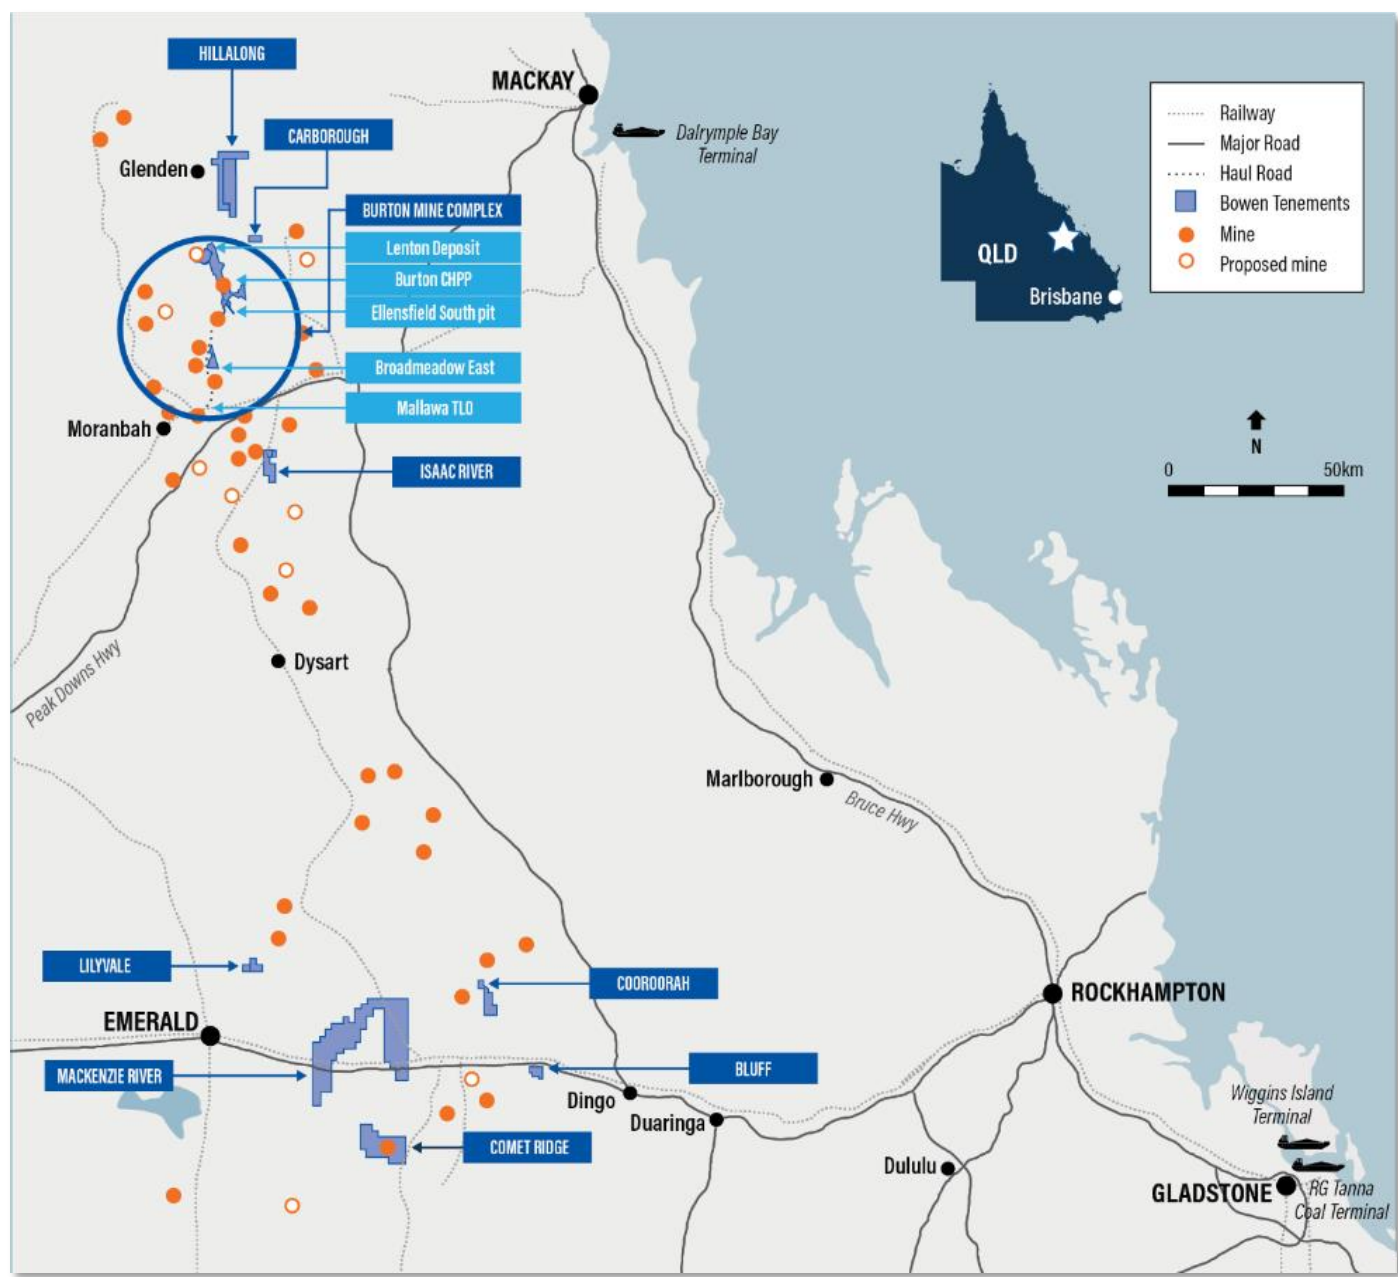 HILLALONG
MACKAY
Dalrymple Bay
Terminal
CARBOROUGH
Glenden
BURTON MINE COMPLEX
Lenton Deposit
Burton CHPP
Ellensfield South pit
Broadmeadow East
Mallawa TLO
Moranbah
ISAAC RIVER
QLD
Brisbane
Railway
Major Road
Haul Road
Bowen Tenements
Mine
Proposed mine
N
0
50km
Peak Downs Hwy
Dysart
Marlborough
Bruce Hwy
LILYVALE
COOROORAH
ROCKHAMPTON
EMERALD
MACKENZIE RIVER
BLUFF
Dingo
Duaringa
COMET RIDGE
Dululu
Wiggins Island
Terminal
GLADSTONE
RG Tanna
Coal Terminal